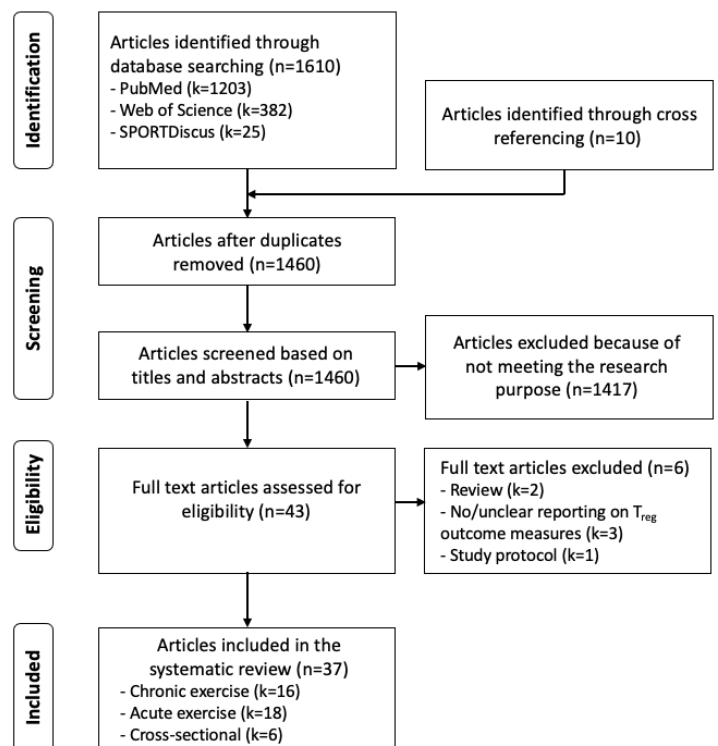 Identification
Articles identified through
database searching (n=1610)
- PubMed (k=1203)
- Web of Science (k=382)
- SPORTDiscus (k=25)
Articles identified through cross
referencing (n=10)
Screening
Articles after duplicates
removed (n=1460)
Articles screened based on
titles and abstracts (n=1460)
Articles excluded because of
not meeting the research
purpose (n=1417)
Eligibility
Full text articles assessed for
eligibility (n=43)
Full text articles excluded (n=6)
- Review (k=2)
- No/unclear reporting on Treg
outcome measures (k=3)
- Study protocol (k=1)
Included
Articles included in the
systematic review (n=37)
- Chronic exercise (k=16)
- Acute exercise (k=18)
- Cross-sectional (k=6)